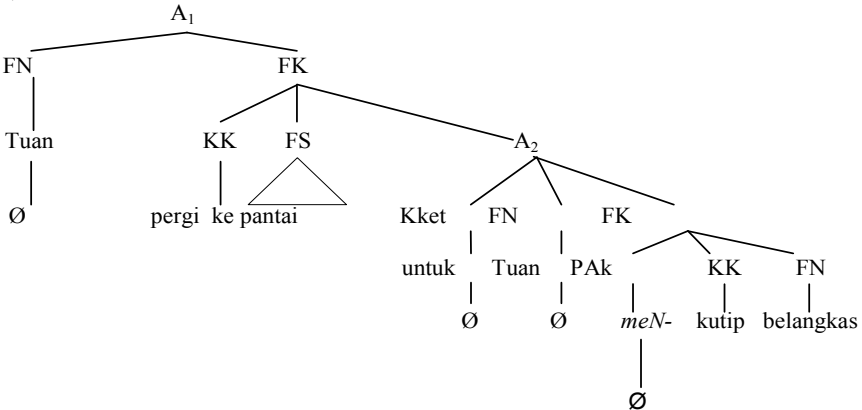 A₁
FN FK
Tuan KK FS A₂
Ø pergi ke pantai Kket FN FK
untuk Tuan PAk KK FN
Ø Ø meN- kutip belangkas
Ø